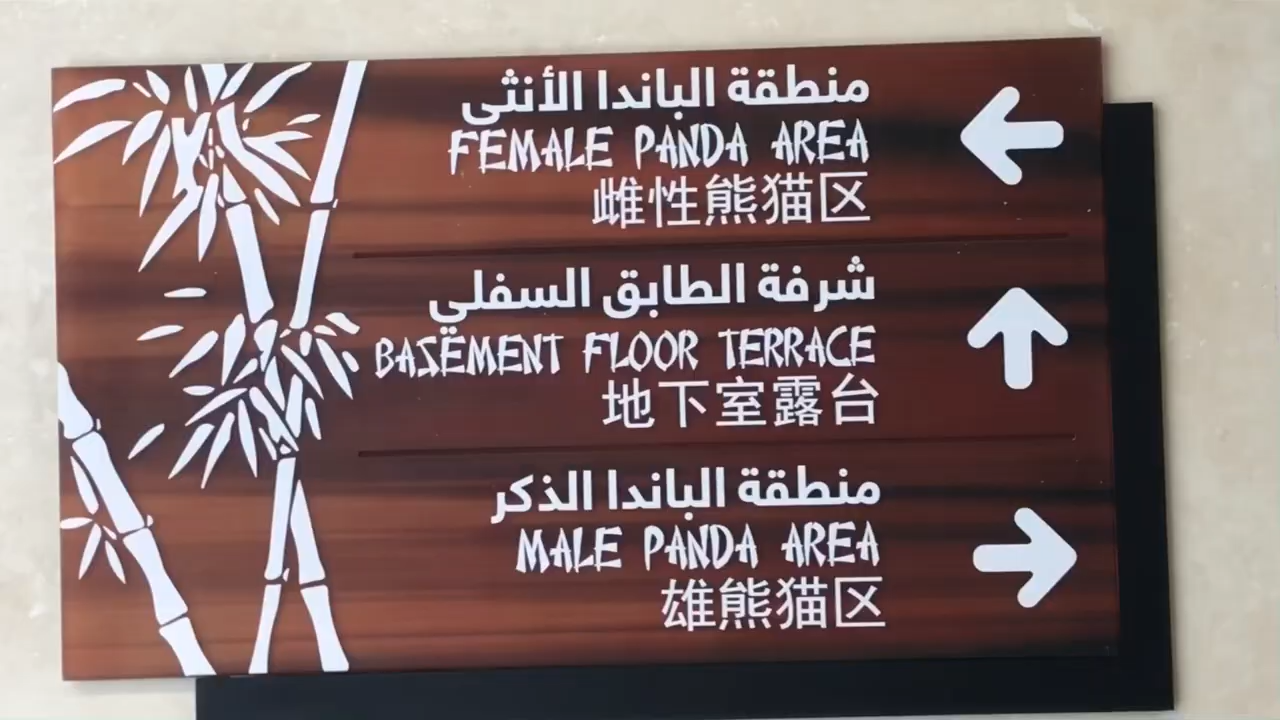 منطقة الباندا الأنثى
FEMALE PANDA AREA
雌性熊猫区
شرفة الطابق السفلي
BASEMENT FLOOR TERRACE
地下室露台
منطقة الباندا الذكر
MALE PANDA AREA
雄熊猫区